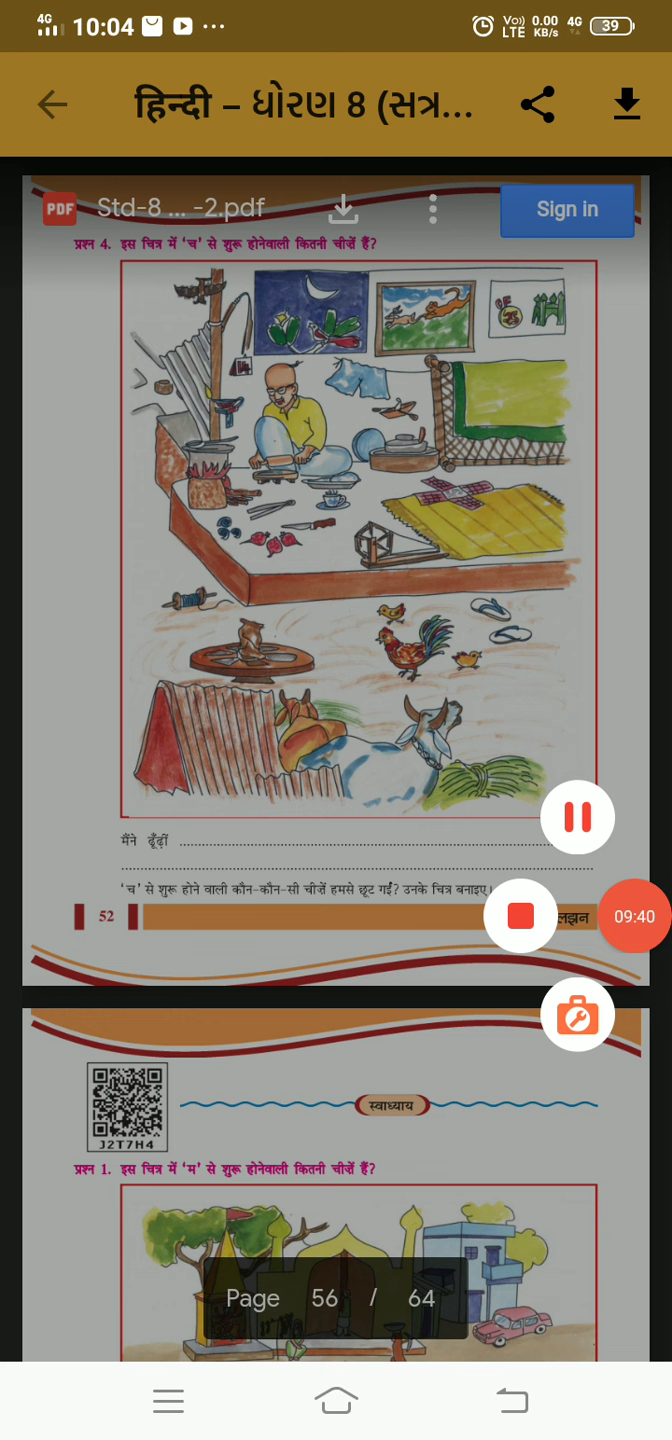 4G 10:04 ... Vo)) LTE 0.00 KB/s 4G 39
हिन्दी – ધોરણ 8 (સત્ર...
PDF Std-8 ... -2.pdf Sign in
प्रश्न 4. इस चित्र में ‘च’ से शुरू होनेवाली कितनी चीज़ें हैं?
मैंने ढूँढ़ीं
‘च’ से शुरू होने वाली कौन-कौन-सी चीज़ें हमसे छूट गईं? उनके चित्र बनाइए।
52
09:40
J2T7H4
स्वाध्याय
प्रश्न 1. इस चित्र में ‘म’ से शुरू होनेवाली कितनी चीज़ें हैं?
Page 56 / 64